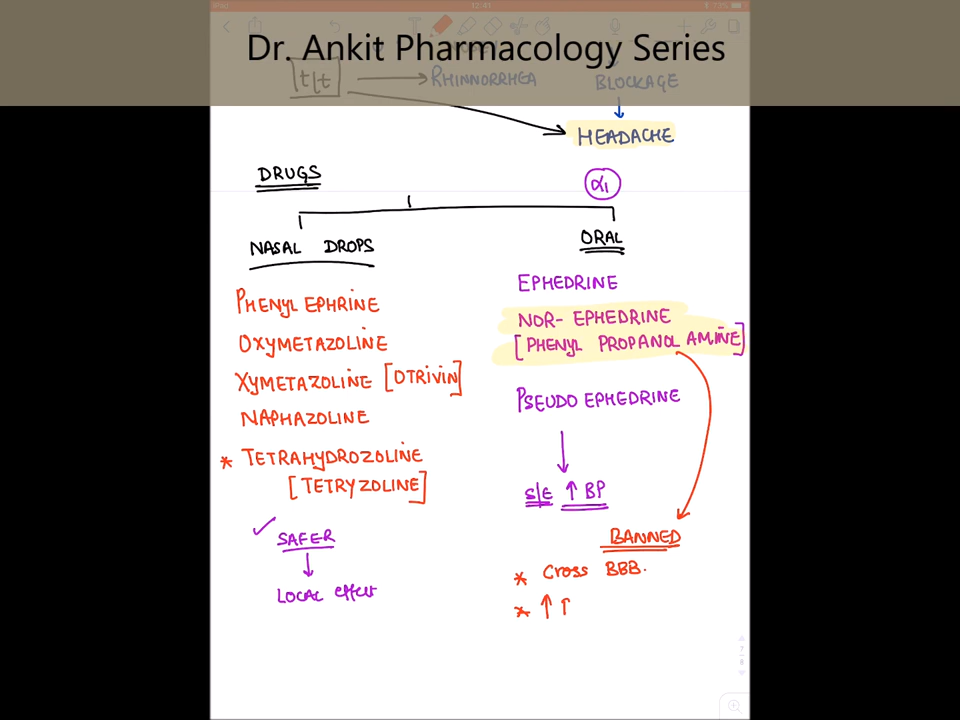 Dr. Ankit Pharmacology Series
t/t
RHINNORRHEA
BLOCKAGE
HEADACHE
DRUGS
α1
NASAL DROPS
ORAL
PHENYL EPHRINE
OXYMETAZOLINE
XYMETAZOLINE [OTRIVIN]
NAPHAZOLINE
* TETRAHYDROZOLINE
[TETRYZOLINE]
✓ SAFER
↓
LOCAL effect
EPHEDRINE
NOR- EPHEDRINE
[PHENYL PROPANOL AMINE]
PSEUDO EPHEDRINE
↓
S/E ↑ BP
BANNED
* Cross BBB.
* ↑